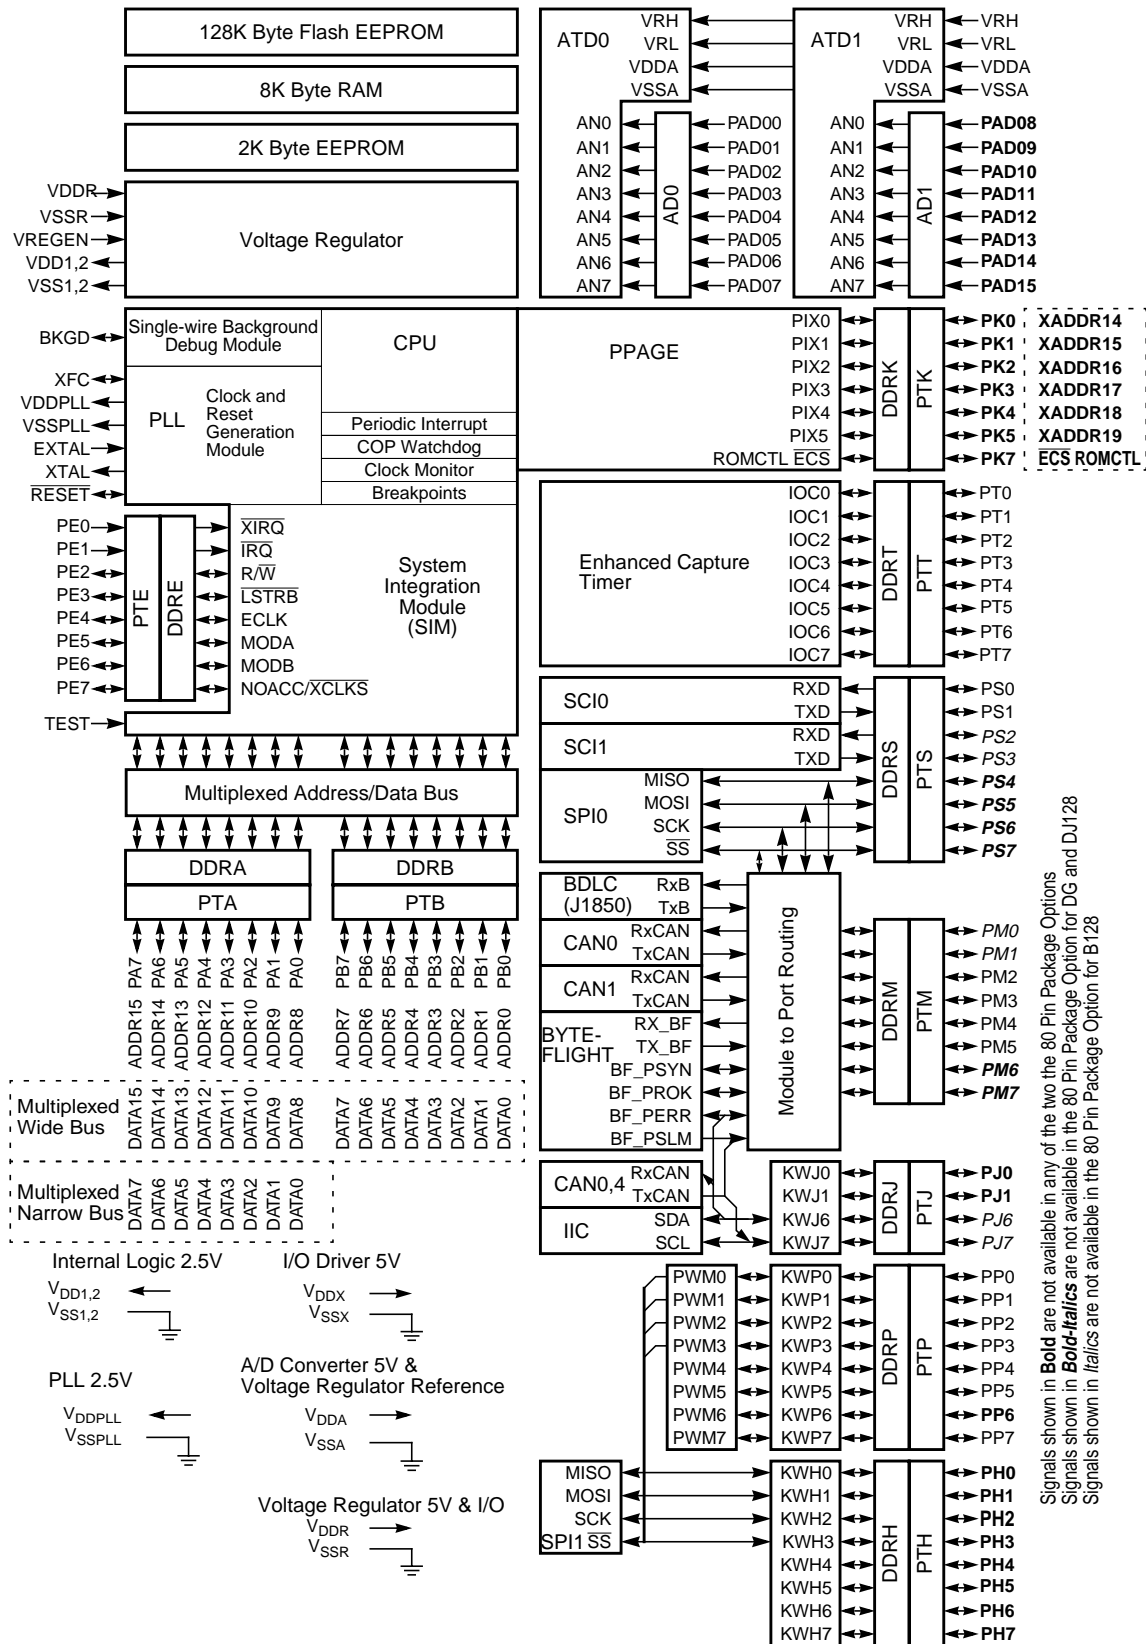 128K Byte Flash EEPROM
8K Byte RAM
2K Byte EEPROM
VDDR
VSSR
VREGEN
VDD1,2
VSS1,2
Voltage Regulator
ATD0
VRH
VRL
VDDA
VSSA
AN0
AN1
AN2
AN3
AN4
AN5
AN6
AN7
AD0
PAD00
PAD01
PAD02
PAD03
PAD04
PAD05
PAD06
PAD07
ATD1
VRH
VRL
VDDA
VSSA
VRH
VRL
VDDA
VSSA
AN0
AN1
AN2
AN3
AN4
AN5
AN6
AN7
AD1
PAD08
PAD09
PAD10
PAD11
PAD12
PAD13
PAD14
PAD15
BKGD
XFC
VDDPLL
VSSPLL
EXTAL
XTAL
RESET
Single-wire Background
Debug Module
CPU
PLL
Clock and
Reset
Generation
Module
Periodic Interrupt
COP Watchdog
Clock Monitor
Breakpoints
PPAGE
PIX0
PIX1
PIX2
PIX3
PIX4
PIX5
ROMCTL ECS
DDRK
PTK
PK0 XADDR14
PK1 XADDR15
PK2 XADDR16
PK3 XADDR17
PK4 XADDR18
PK5 XADDR19
PK7 ECS ROMCTL
PE0
PE1
PE2
PE3
PE4
PE5
PE6
PE7
TEST
PTE
DDRE
XIRQ
IRQ
R/W
LSTRB
ECLK
MODA
MODB
NOACC/XCLKS
System
Integration
Module
(SIM)
Enhanced Capture
Timer
IOC0
IOC1
IOC2
IOC3
IOC4
IOC5
IOC6
IOC7
DDRT
PTT
PT0
PT1
PT2
PT3
PT4
PT5
PT6
PT7
SCI0
RXD
TXD
SCI1
RXD
TXD
SPI0
MISO
MOSI
SCK
SS
DDRS
PTS
PS0
PS1
PS2
PS3
PS4
PS5
PS6
PS7
Multiplexed Address/Data Bus
DDRA
DDRB
PTA
PTB
PA7
PA6
PA5
PA4
PA3
PA2
PA1
PA0
PB7
PB6
PB5
PB4
PB3
PB2
PB1
PB0
ADDR15
ADDR14
ADDR13
ADDR12
ADDR11
ADDR10
ADDR9
ADDR8
ADDR7
ADDR6
ADDR5
ADDR4
ADDR3
ADDR2
ADDR1
ADDR0
Multiplexed
Wide Bus
DATA15
DATA14
DATA13
DATA12
DATA11
DATA10
DATA9
DATA8
DATA7
DATA6
DATA5
DATA4
DATA3
DATA2
DATA1
DATA0
Multiplexed
Narrow Bus
DATA7
DATA6
DATA5
DATA4
DATA3
DATA2
DATA1
DATA0
BDLC
(J1850)
RxB
TxB
CAN0
RxCAN
TxCAN
CAN1
RxCAN
TxCAN
BYTE-
FLIGHT
RX_BF
TX_BF
BF_PSYN
BF_PROK
BF_PERR
BF_PSLM
Module to Port Routing
DDRM
PTM
PM0
PM1
PM2
PM3
PM4
PM5
PM6
PM7
CAN0,4
RxCAN
TxCAN
IIC
SDA
SCL
KWJ0
KWJ1
KWJ6
KWJ7
DDRJ
PTJ
PJ0
PJ1
PJ6
PJ7
PWM0
PWM1
PWM2
PWM3
PWM4
PWM5
PWM6
PWM7
KWP0
KWP1
KWP2
KWP3
KWP4
KWP5
KWP6
KWP7
DDRP
PTP
PP0
PP1
PP2
PP3
PP4
PP5
PP6
PP7
MISO
MOSI
SCK
SPI1 SS
KWH0
KWH1
KWH2
KWH3
KWH4
KWH5
KWH6
KWH7
DDRH
PTH
PH0
PH1
PH2
PH3
PH4
PH5
PH6
PH7
Internal Logic 2.5V
VDD1,2
VSS1,2
I/O Driver 5V
VDDX
VSSX
PLL 2.5V
VDDPLL
VSSPLL
A/D Converter 5V &
Voltage Regulator Reference
VDDA
VSSA
Voltage Regulator 5V & I/O
VDDR
VSSR
Signals shown in Bold are not available in any of the two the 80 Pin Package Options
Signals shown in Bold-Italics are not available in the 80 Pin Package Option for DG and DJ128
Signals shown in Italics are not available in the 80 Pin Package Option for B128